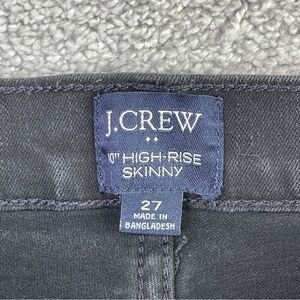 J.CREW
10" HIGH-RISE
SKINNY
27
MADE IN
BANGLADESH